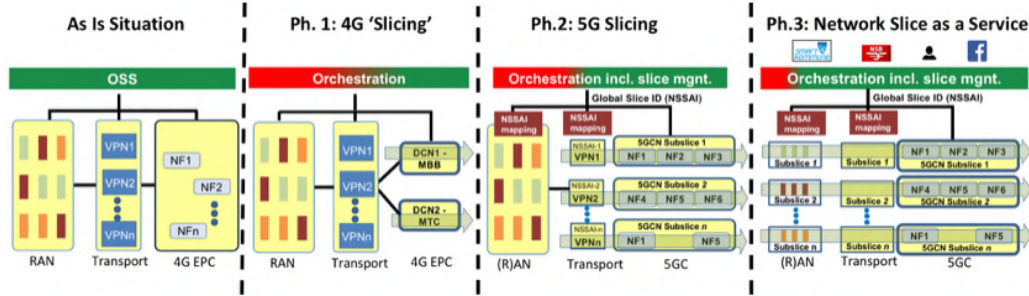 As Is Situation
OSS
VPN1
VPN2
VPNn
NF1
NF2
NFn
RAN
Transport
4G EPC
Ph. 1: 4G ‘Slicing’
Orchestration
VPN1
VPN2
VPNn
DCN1 -
MBB
DCN2 -
MTC
RAN
Transport
4G EPC
Ph.2: 5G Slicing
Orchestration incl. slice mgnt.
Global Slice ID (NSSAI)
NSSAI
mapping
NSSAI
mapping
NSSAI-1
VPN1
5GCN Subslice 1
NF1 NF2 NF3
NSSAI-2
VPN2
5GCN Subslice 2
NF4 NF5 NF6
NSSAI-n
VPNn
5GCN Subslice n
NF1 NF5
(R)AN
Transport
5GC
Ph.3: Network Slice as a Service
smart
kommune
NSB
f
Orchestration incl. slice mgnt.
Global Slice ID (NSSAI)
NSSAI
mapping
NSSAI
mapping
Subslice 1
Subslice 1
NF1 NF2 NF3
5GCN Subslice 1
Subslice 2
Subslice 2
NF4 NF5 NF6
5GCN Subslice 2
Subslice n
Subslice n
NF1 NF5
5GCN Subslice n
(R)AN
Transport
5GC